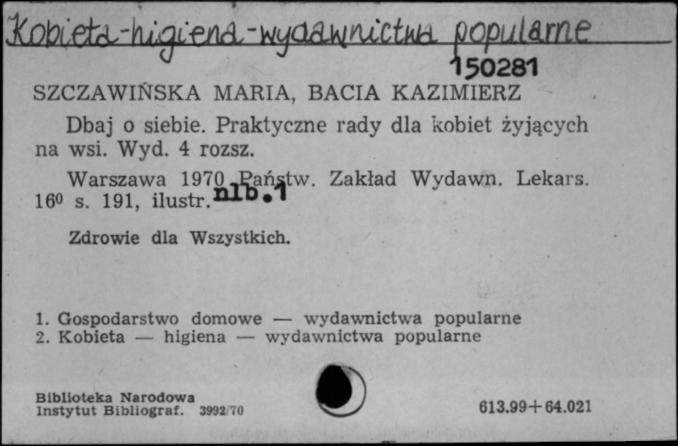 Kobieta-higiena-wydawnictwa popularne
150281
SZCZAWIŃSKA MARIA, BACIA KAZIMIERZ
Dbaj o siebie. Praktyczne rady dla kobiet żyjących
na wsi. Wyd. 4 rozsz.
Warszawa 1970 Państw. Zakład Wydawn. Lekars.
16⁰ s. 191, ilustr. nlb.1
Zdrowie dla Wszystkich.
1. Gospodarstwo domowe — wydawnictwa popularne
2. Kobieta — higiena — wydawnictwa popularne
Biblioteka Narodowa
Instytut Bibliograf. 3992/70
613.99+64.021